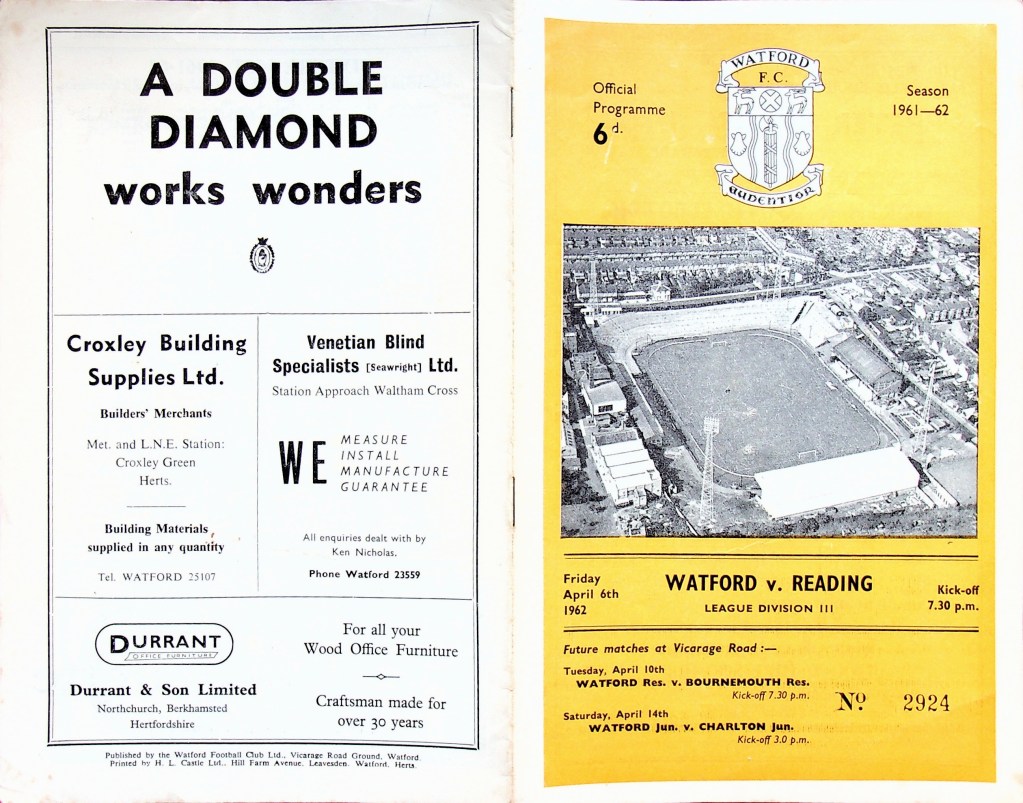 A DOUBLE
DIAMOND
works wonders
Croxley Building
Supplies Ltd.
Builders' Merchants
Met. and L.N.E. Station:
Croxley Green
Herts.
Building Materials
supplied in any quantity
Tel. WATFORD 25107
Venetian Blind
Specialists [Seawright] Ltd.
Station Approach Waltham Cross
WE
MEASURE
INSTALL
MANUFACTURE
GUARANTEE
All enquiries dealt with by
Ken Nicholas.
Phone Watford 23559
DURRANT
OFFICE FURNITURE
Durrant & Son Limited
Northchurch, Berkhamsted
Hertfordshire
For all your
Wood Office Furniture
Craftsman made for
over 30 years
Published by the Watford Football Club Ltd., Vicarage Road Ground, Watford.
Printed by H. L. Castle Ltd., Hill Farm Avenue, Leavesden, Watford, Herts.
Official
Programme
6d.
WATFORD
F.C.
AUDENTIOR
Season
1961—62
Friday
April 6th
1962
WATFORD v. READING
LEAGUE DIVISION III
Kick-off
7.30 p.m.
Future matches at Vicarage Road :—
Tuesday, April 10th
WATFORD Res. v. BOURNEMOUTH Res.
Kick-off 7.30 p.m.
Saturday, April 14th
WATFORD Jun. v. CHARLTON Jun.
Kick-off 3.0 p.m.
No 2924